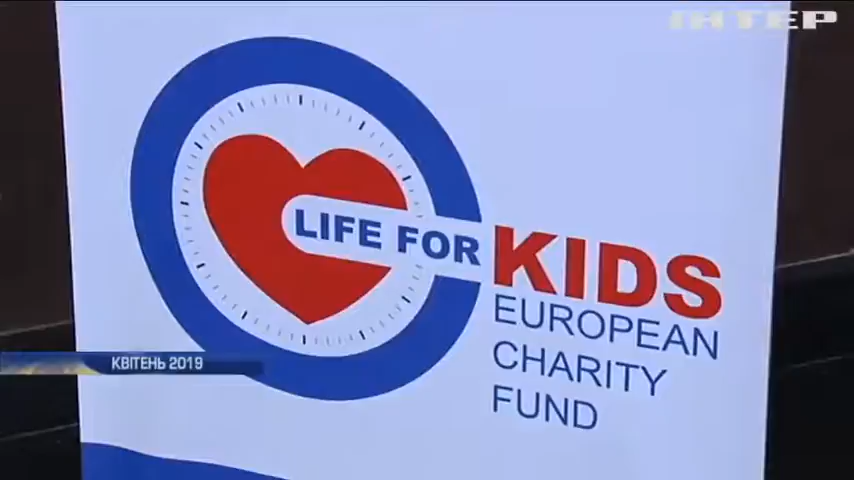 ІНТЕР
LIFE FOR KIDS
EUROPEAN
CHARITY
FUND
КВІТЕНЬ 2019